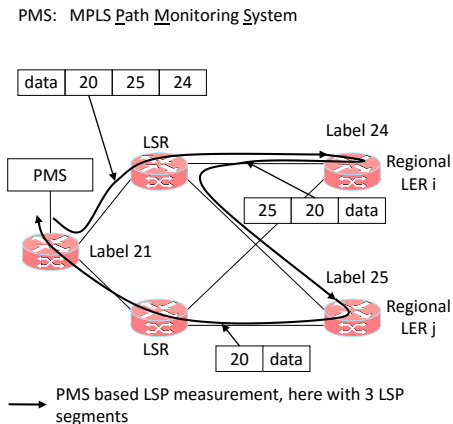 PMS: MPLS Path Monitoring System
data 20 25 24
LSR
Label 24
PMS
Regional
LER i
25 20 data
Label 21
Label 25
Regional
LER j
LSR
20 data
PMS based LSP measurement, here with 3 LSP
segments